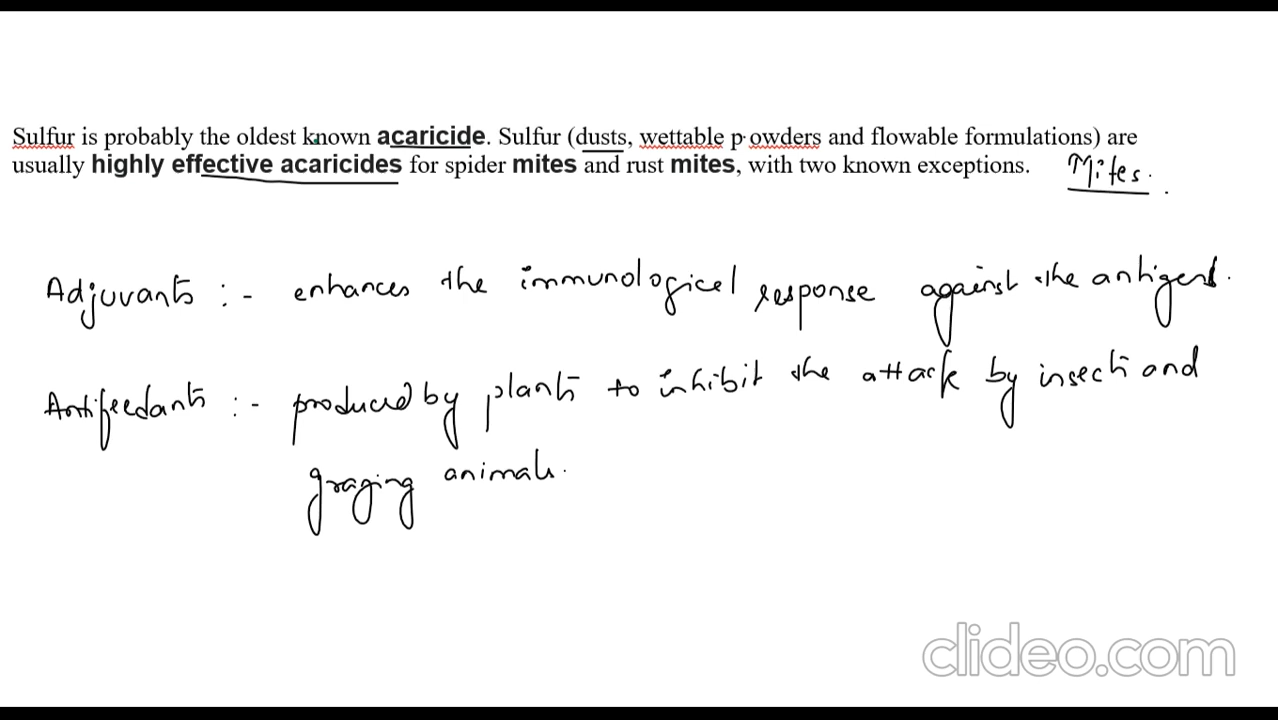 Sulfur is probably the oldest known acaricide. Sulfur (dusts, wettable p owders and flowable formulations) are
usually highly effective acaricides for spider mites and rust mites, with two known exceptions. Mites.
Adjuvants :- enhances the immunological response against the antigens.
Antifeedants :- produced by plants to inhibit the attack by insects and
graging animals.
clideo.com